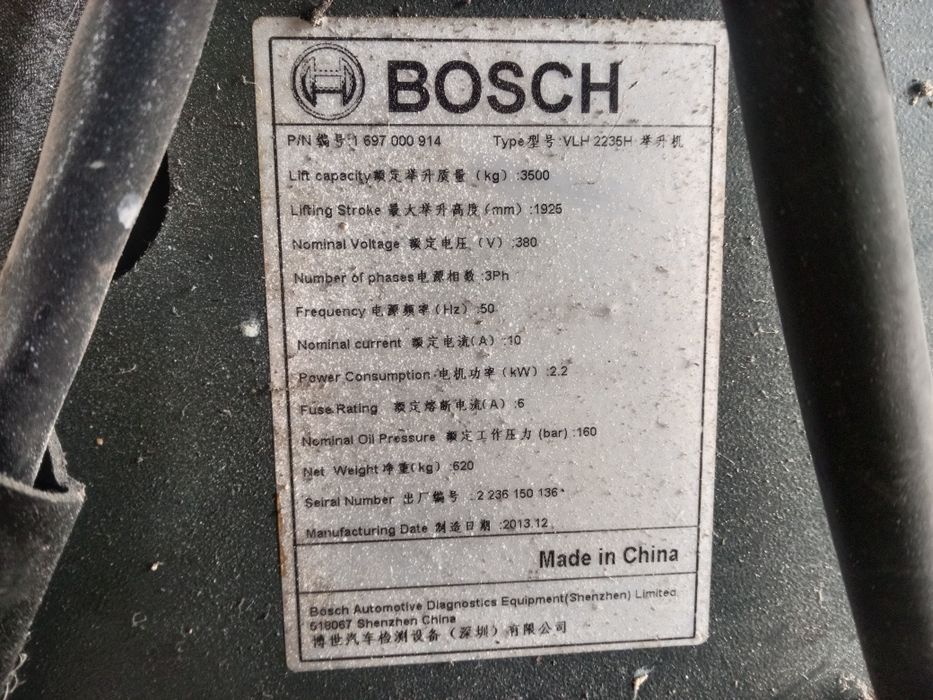 BOSCH
P/N 编号:1 697 000 914 Type型号:VLH 2235H 举升机
Lift capacity额定举升质量（kg）:3500
Lifting Stroke 最大举升高度（mm）:1925
Nominal Voltage 额定电压（V）:380
Number of phases电源相数:3Ph
Frequency 电源频率（Hz）:50
Nominal current 额定电流(A）:10
Power Consumption 电机功率（kW）:2.2
Fuse Rating 额定熔断电流(A）:6
Nominal Oil Pressure 额定工作压力 (bar) :160
Net Weight 净重(kg）:620
Seiral Number 出厂编号 :2 236 150 136
Manufacturing Date 制造日期 :2013.12
Made in China
Bosch Automotive Diagnostics Equipment(Shenzhen) Limited
518067 Shenzhen China
博世汽车检测设备（深圳）有限公司